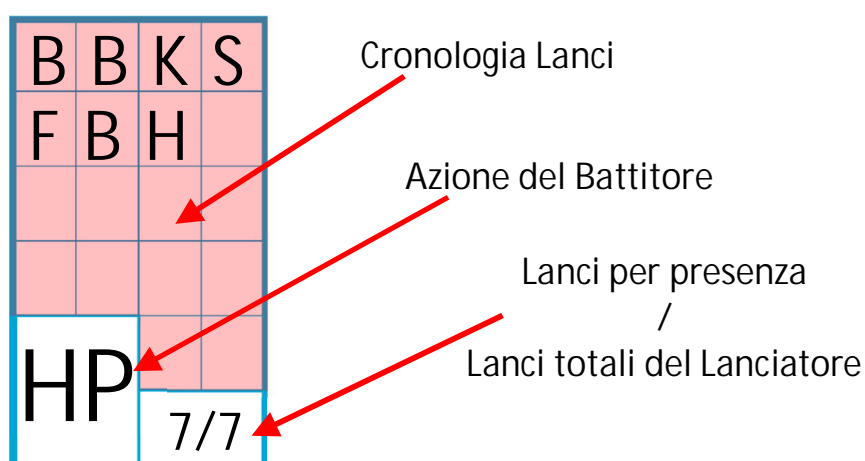 B B K S
F B H
HP
7/7
Cronologia Lanci
Azione del Battitore
Lanci per presenza
/
Lanci totali del Lanciatore